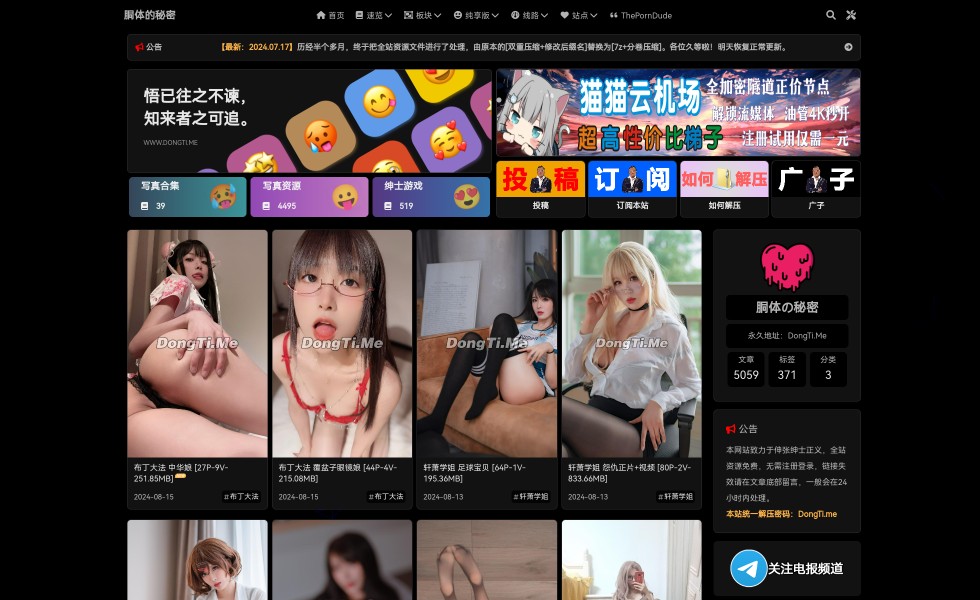 胴体的秘密
首页 速览 板块 纯享版 线路 站点 ThePornDude
公告
【最新：2024.07.17】历经半个多月，终于把全站资源文件进行了处理，由原本的[双重压缩+修改后缀名]替换为[7z+分卷压缩]。各位久等啦！明天恢复正常更新。
悟已往之不谏，
知来者之可追。
WWW.DONGTI.ME
猫猫云机场
超高性价比梯子
全加密隧道正价节点
解锁流媒体 油管4K秒开
注册试用仅需一元
写真合集
39
写真资源
4495
绅士游戏
519
投稿
投稿
订阅
订阅本站
如何解压
如何解压
广子
广子
DongTi.Me
DongTi.Me
DongTi.Me
DongTi.Me
布丁大法 中华娘 [27P-9V-
251.85MB]
2024-08-15
#布丁大法
布丁大法 覆盆子眼镜娘 [44P-4V-
215.08MB]
2024-08-15
#布丁大法
轩萧学姐 足球宝贝 [64P-1V-
195.36MB]
2024-08-13
#轩萧学姐
轩萧学姐 怨仇正片+视频 [80P-2V-
833.66MB]
2024-08-13
#轩萧学姐
胴体の秘密
永久地址：DongTi.Me
文章 标签 分类
5059 371 3
公告
本网站致力于伸张绅士正义，全站
资源免费，无需注册登录，链接失
效请在文章底部留言，一般会在24
小时内处理。
本站统一解压密码：DongTi.me
关注电报频道